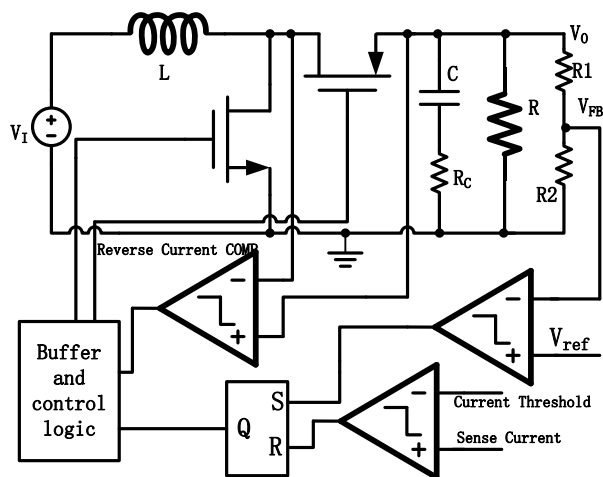 V_O
L
C
R1
V_FB
V_I
+
−
R
R_C
R2
Reverse Current COMP
−
+
−
+
V_ref
Buffer
and
control
logic
S
Q
R
−
Current Threshold
+
Sense Current